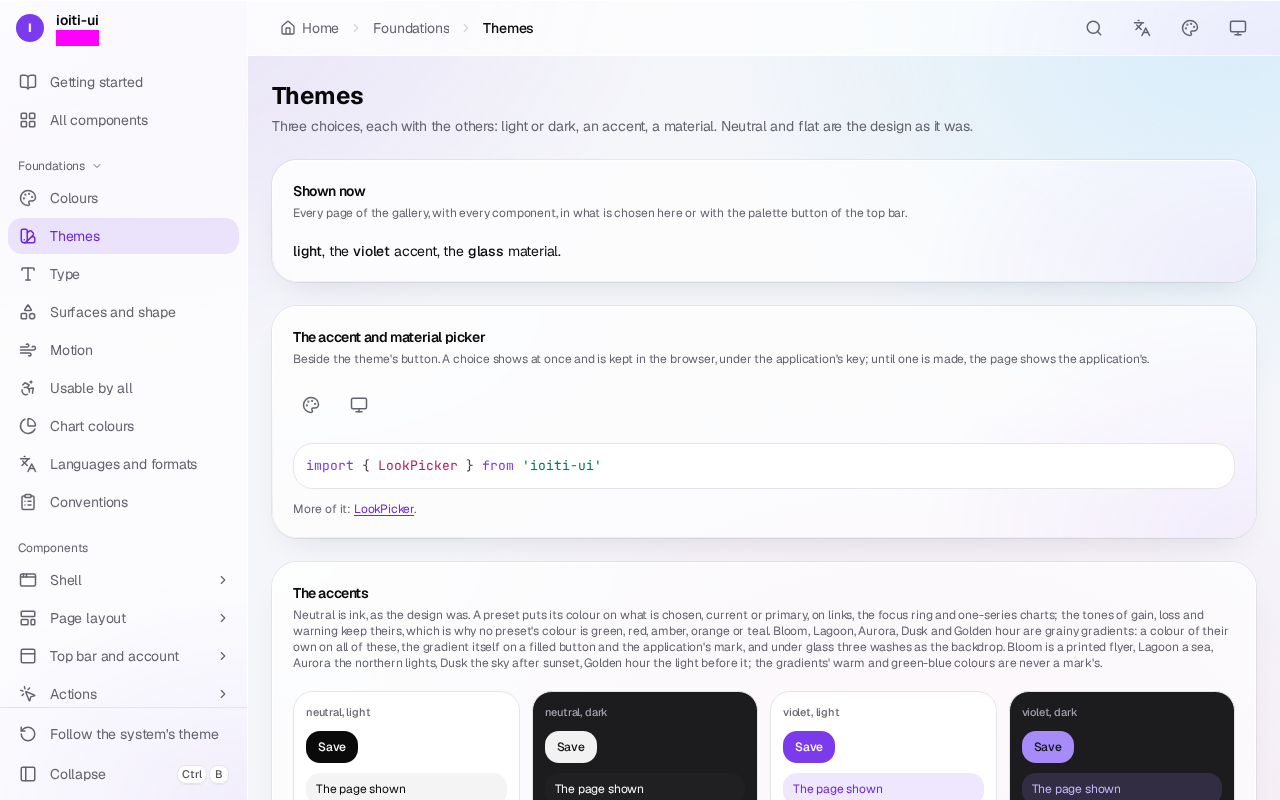 I
ioiti-ui
Home
Foundations
Themes
Getting started
All components
Foundations
Colours
Themes
Type
Surfaces and shape
Motion
Usable by all
Chart colours
Languages and formats
Conventions
Components
Shell
Page layout
Top bar and account
Actions
Follow the system's theme
Collapse
Ctrl B
Themes
Three choices, each with the others: light or dark, an accent, a material. Neutral and flat are the design as it was.
Shown now
Every page of the gallery, with every component, in what is chosen here or with the palette button of the top bar.
light, the violet accent, the glass material.
The accent and material picker
Beside the theme's button. A choice shows at once and is kept in the browser, under the application's key; until one is made, the page shows the application's.
import { LookPicker } from 'ioiti-ui'
More of it: LookPicker.
The accents
Neutral is ink, as the design was. A preset puts its colour on what is chosen, current or primary, on links, the focus ring and one-series charts; the tones of gain, loss and
warning keep theirs, which is why no preset's colour is green, red, amber, orange or teal. Bloom, Lagoon, Aurora, Dusk and Golden hour are grainy gradients: a colour of their
own on all of these, the gradient itself on a filled button and the application's mark, and under glass three washes as the backdrop. Bloom is a printed flyer, Lagoon a sea,
Aurora the northern lights, Dusk the sky after sunset, Golden hour the light before it; the gradients' warm and green-blue colours are never a mark's.
neutral, light
Save
The page shown
neutral, dark
Save
The page shown
violet, light
Save
The page shown
violet, dark
Save
The page shown